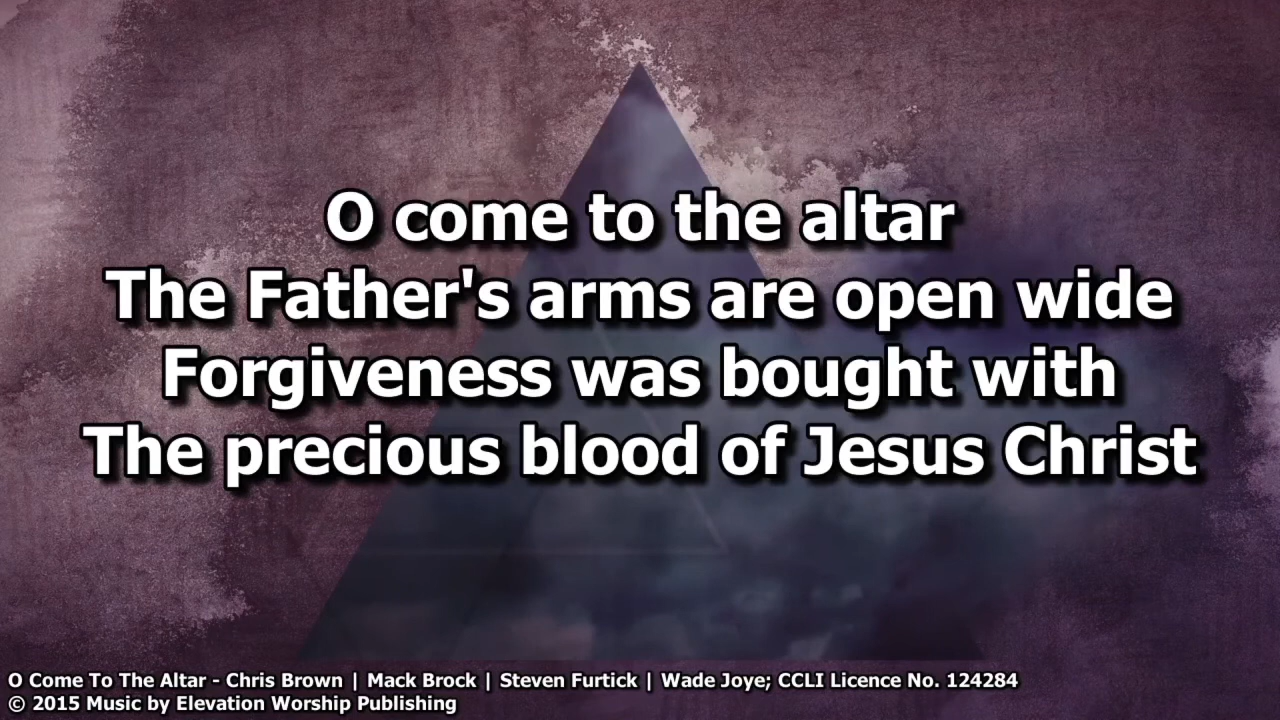 O come to the altar
The Father's arms are open wide
Forgiveness was bought with
The precious blood of Jesus Christ
O Come To The Altar - Chris Brown | Mack Brock | Steven Furtick | Wade Joye; CCLI Licence No. 124284
© 2015 Music by Elevation Worship Publishing